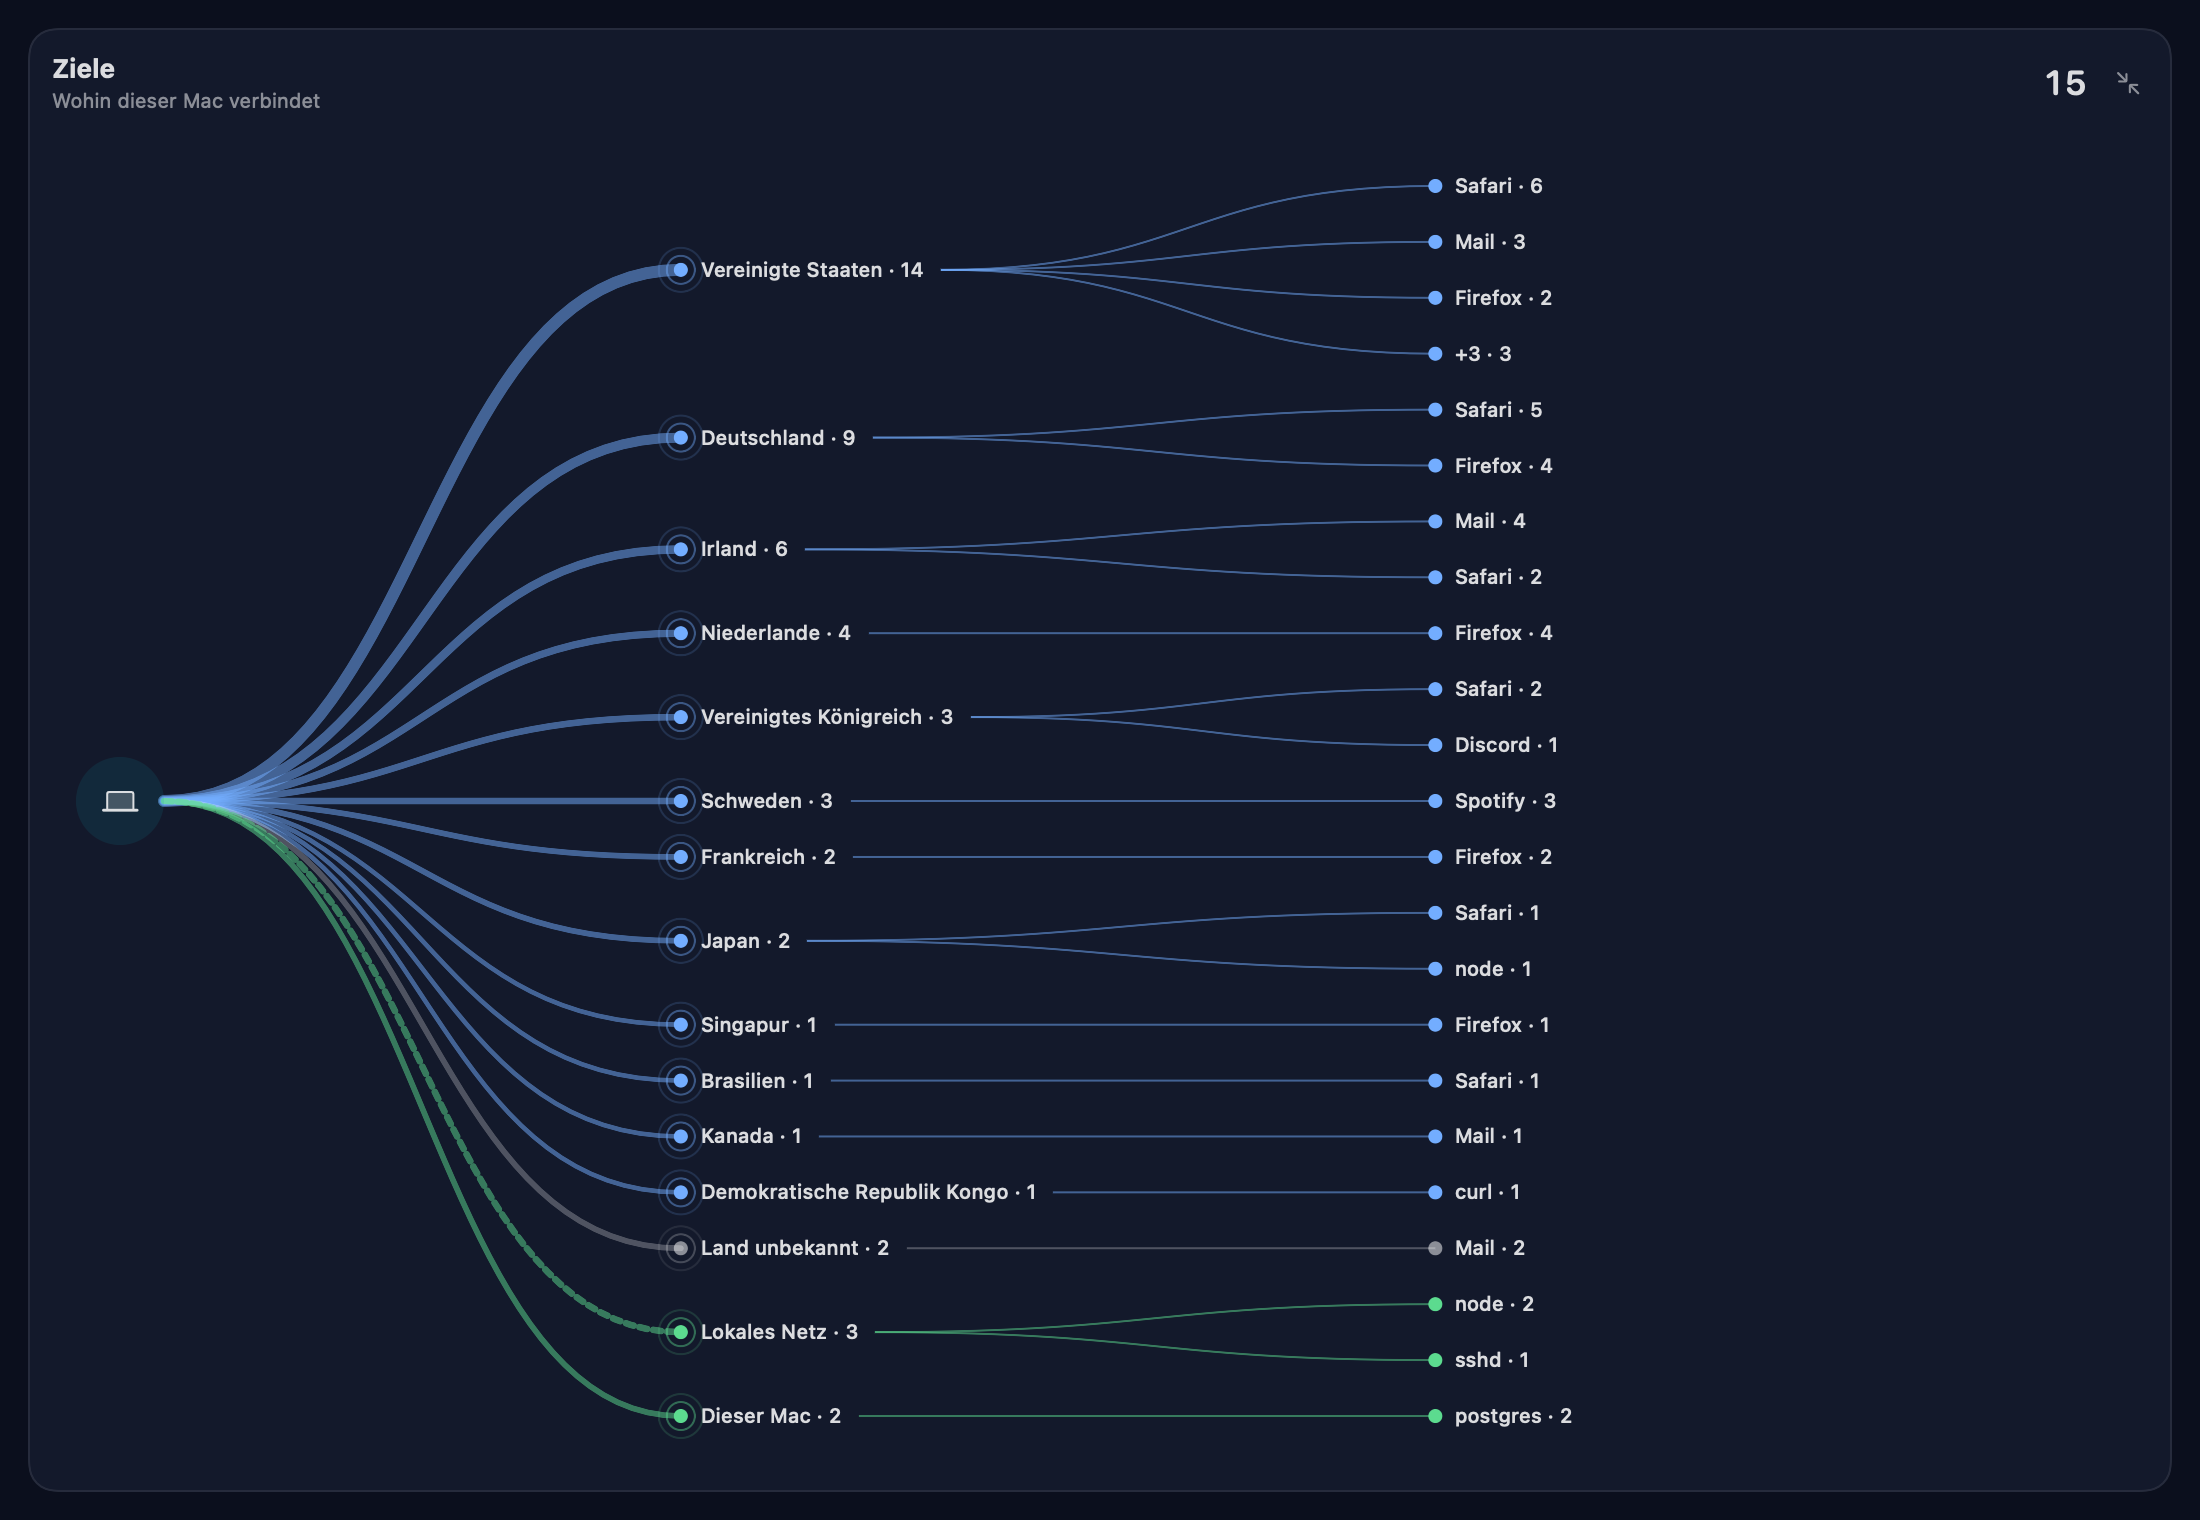 Ziele
Wohin dieser Mac verbindet
15
Vereinigte Staaten · 14
Safari · 6
Mail · 3
Firefox · 2
+3 · 3
Deutschland · 9
Safari · 5
Firefox · 4
Irland · 6
Mail · 4
Safari · 2
Niederlande · 4
Firefox · 4
Vereinigtes Königreich · 3
Safari · 2
Discord · 1
Schweden · 3
Spotify · 3
Frankreich · 2
Firefox · 2
Japan · 2
Safari · 1
node · 1
Singapur · 1
Firefox · 1
Brasilien · 1
Safari · 1
Kanada · 1
Mail · 1
Demokratische Republik Kongo · 1
curl · 1
Land unbekannt · 2
Mail · 2
Lokales Netz · 3
node · 2
sshd · 1
Dieser Mac · 2
postgres · 2